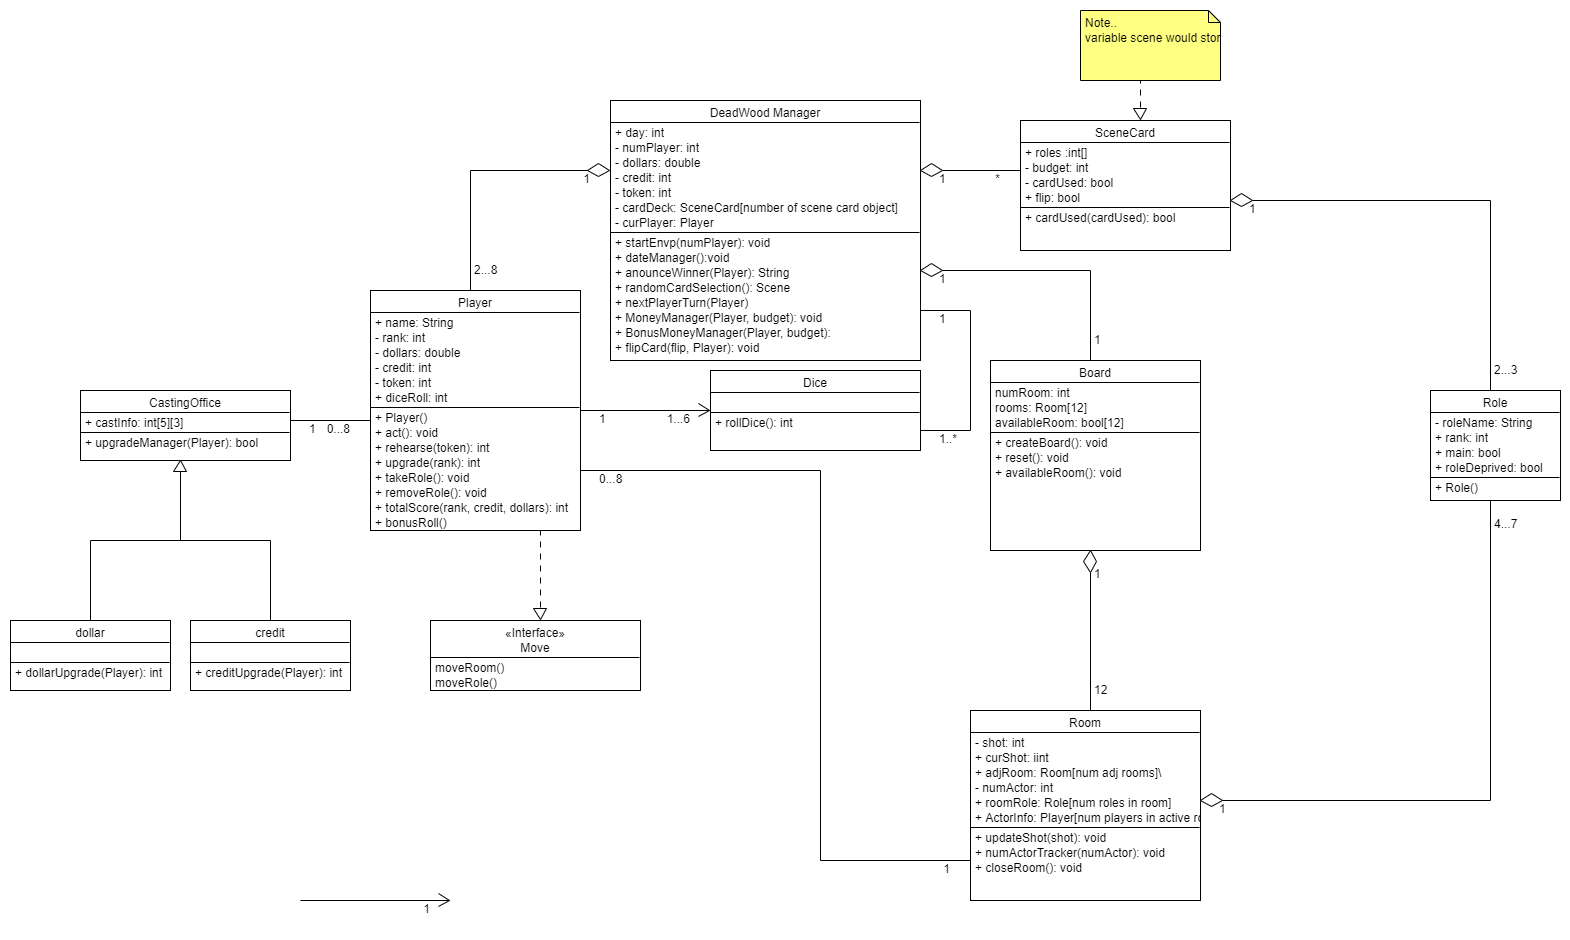 Note..
variable scene would stor
DeadWood Manager
+ day: int
- numPlayer: int
- dollars: double
- credit: int
- token: int
- cardDeck: SceneCard[number of scene card object]
- curPlayer: Player
+ startEnvp(numPlayer): void
+ dateManager():void
+ anounceWinner(Player): String
+ randomCardSelection(): Scene
+ nextPlayerTurn(Player)
+ MoneyManager(Player, budget): void
+ BonusMoneyManager(Player, budget):
+ flipCard(flip, Player): void
SceneCard
+ roles :int[]
- budget: int
- cardUsed: bool
+ flip: bool
+ cardUsed(cardUsed): bool
1
1
*
1
2...8
1
1
1
2...3
Player
+ name: String
- rank: int
- dollars: double
- credit: int
- token: int
+ diceRoll: int
+ Player()
+ act(): void
+ rehearse(token): int
+ upgrade(rank): int
+ takeRole(): void
+ removeRole(): void
+ totalScore(rank, credit, dollars): int
+ bonusRoll()
CastingOffice
+ castInfo: int[5][3]
+ upgradeManager(Player): bool
1
0...8
Dice
+ rollDice(): int
1
1...6
1..*
0...8
Board
numRoom: int
rooms: Room[12]
availableRoom: bool[12]
+ createBoard(): void
+ reset(): void
+ availableRoom(): void
Role
- roleName: String
+ rank: int
+ main: bool
+ roleDeprived: bool
+ Role()
4...7
1
dollar
+ dollarUpgrade(Player): int
credit
+ creditUpgrade(Player): int
«Interface»
Move
moveRoom()
moveRole()
12
Room
- shot: int
+ curShot: iint
+ adjRoom: Room[num adj rooms]\
- numActor: int
+ roomRole: Role[num roles in room]
+ ActorInfo: Player[num players in active ro
+ updateShot(shot): void
+ numActorTracker(numActor): void
+ closeRoom(): void
1
1
1